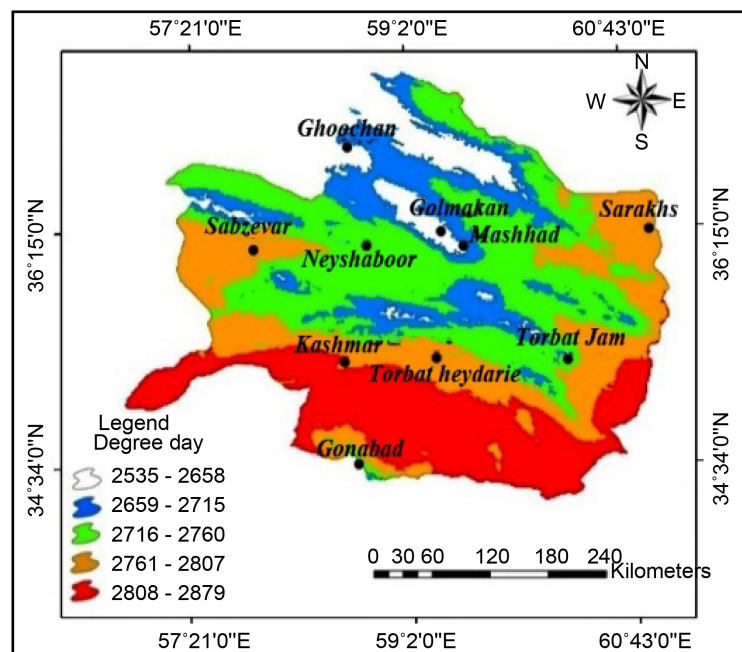 57˚21'0"E 59˚2'0"E 60˚43'0"E
N
W E
S
Ghoochan
Golmakan
Sarakhs
Sabzevar
Mashhad
Neyshaboor
36˚15'0"N
36˚15'0"N
Torbat Jam
Kashmar
Torbat heydarie
Gonabad
34˚34'0"N
34˚34'0"N
Legend
Degree day
2535 - 2658
2659 - 2715
2716 - 2760
2761 - 2807
2808 - 2879
0 30 60 120 180 240
Kilometers
57˚21'0"E 59˚2'0"E 60˚43'0"E